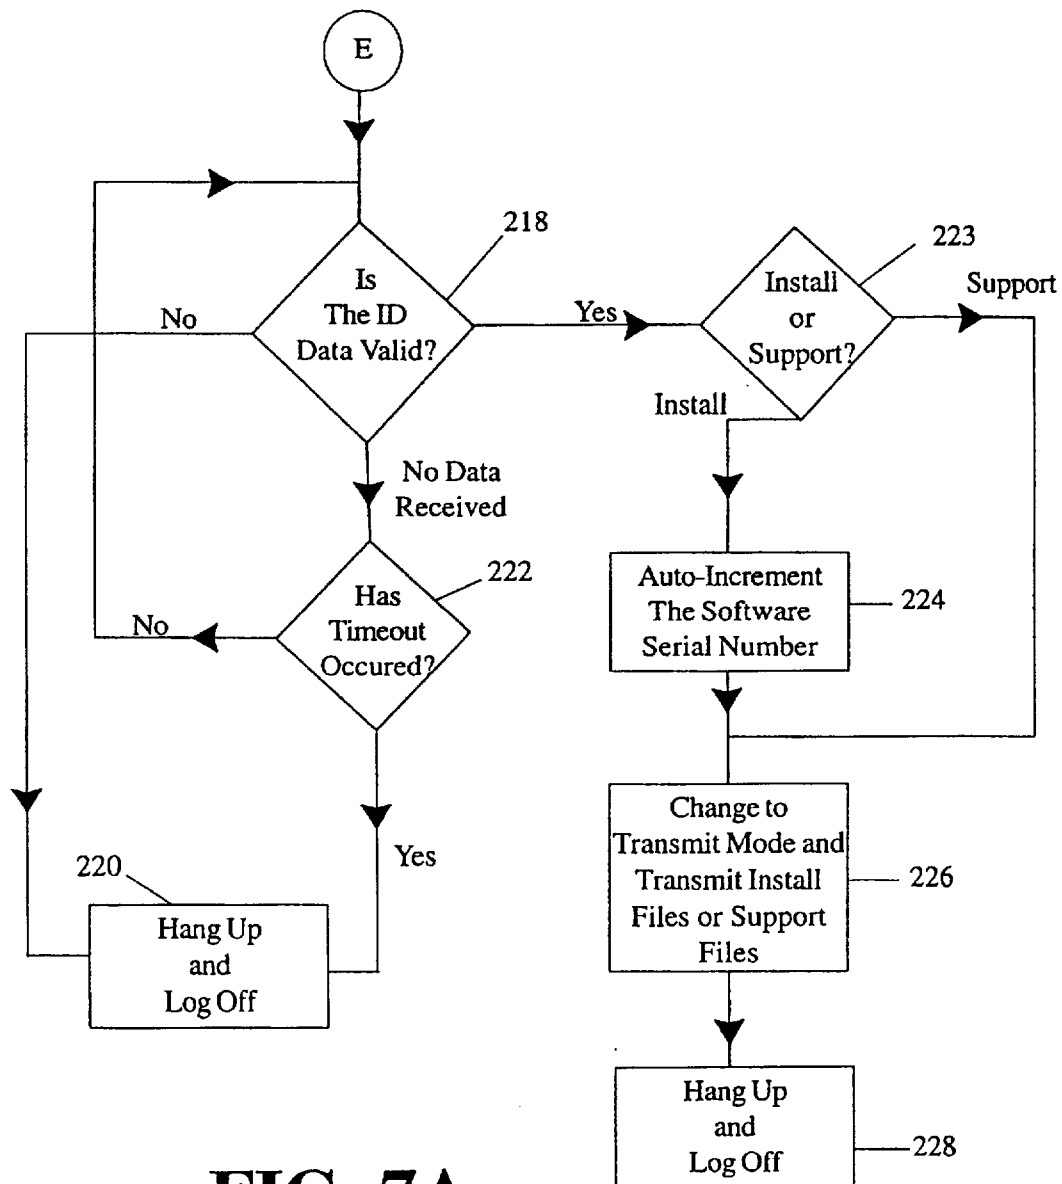 E
218
Is
The ID
Data Valid?
No
Yes
223
Install
or
Support?
Support
Install
No Data
Received
222
Has
Timeout
Occured?
No
Yes
Auto-Increment
The Software
Serial Number
224
Change to
Transmit Mode and
Transmit Install
Files or Support
Files
226
220
Hang Up
and
Log Off
Hang Up
and
Log Off
228
FIG. 7A